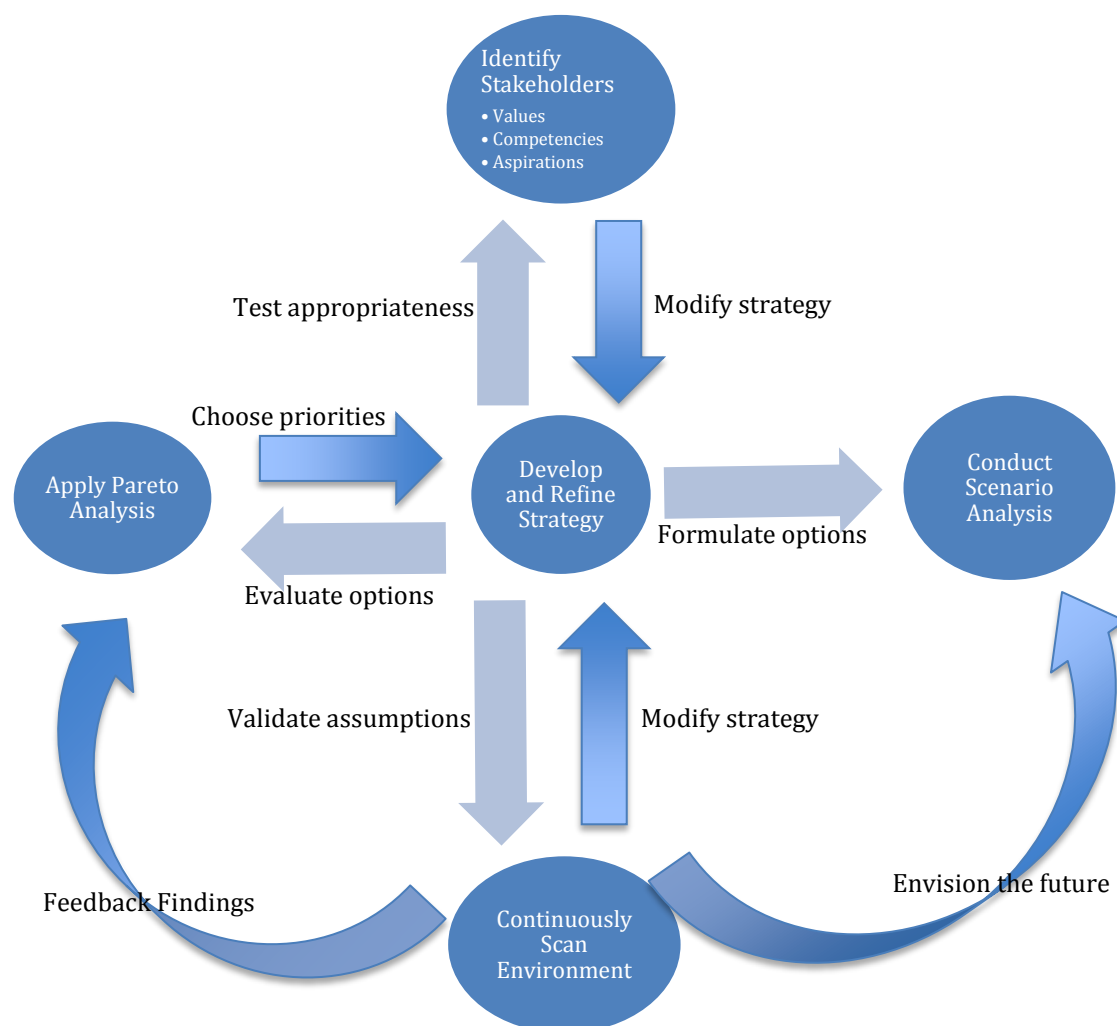 Identify
Stakeholders
• Values
• Competencies
• Aspirations
Test appropriateness
Modify strategy
Choose priorities
Apply Pareto
Analysis
Develop
and Refine
Strategy
Conduct
Scenario
Analysis
Formulate options
Evaluate options
Validate assumptions
Modify strategy
Feedback Findings
Envision the future
Continuously
Scan
Environment